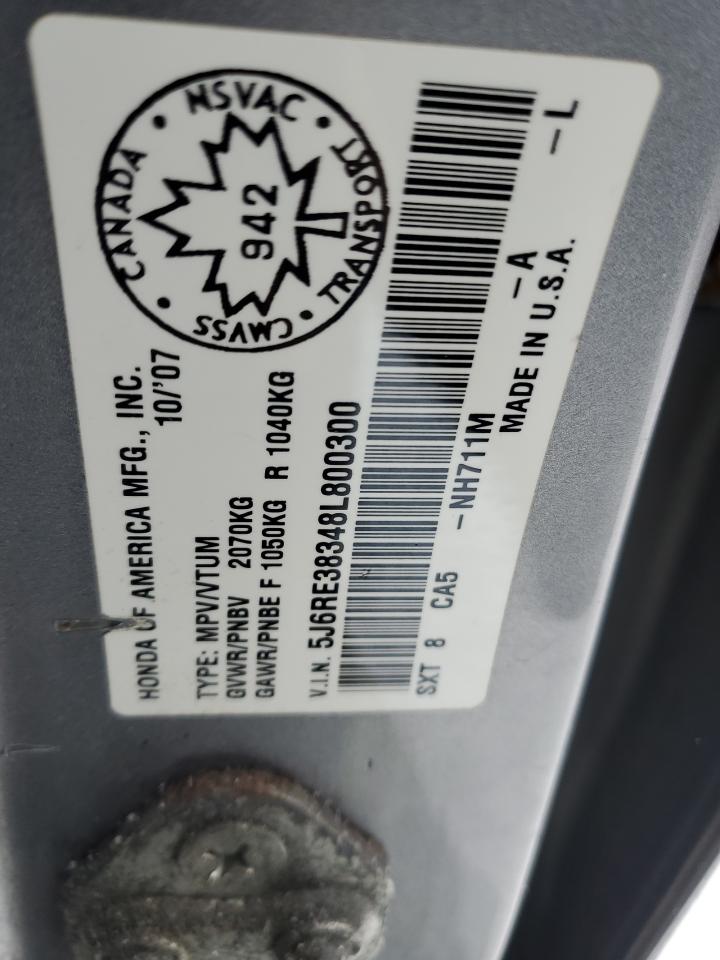 HONDA OF AMERICA MFG., INC.
10/'07
TYPE: MPV/VTUM
GVWR/PNBV 2070KG
GAWR/PNBE F 1050KG R 1040KG
V.I.N. 5J6RE38348L800300
SXT 8 CA5 -NH711M -A -L
MADE IN U.S.A.
CANADA • NSVAC • TRANSPORT • CMVSS •
942